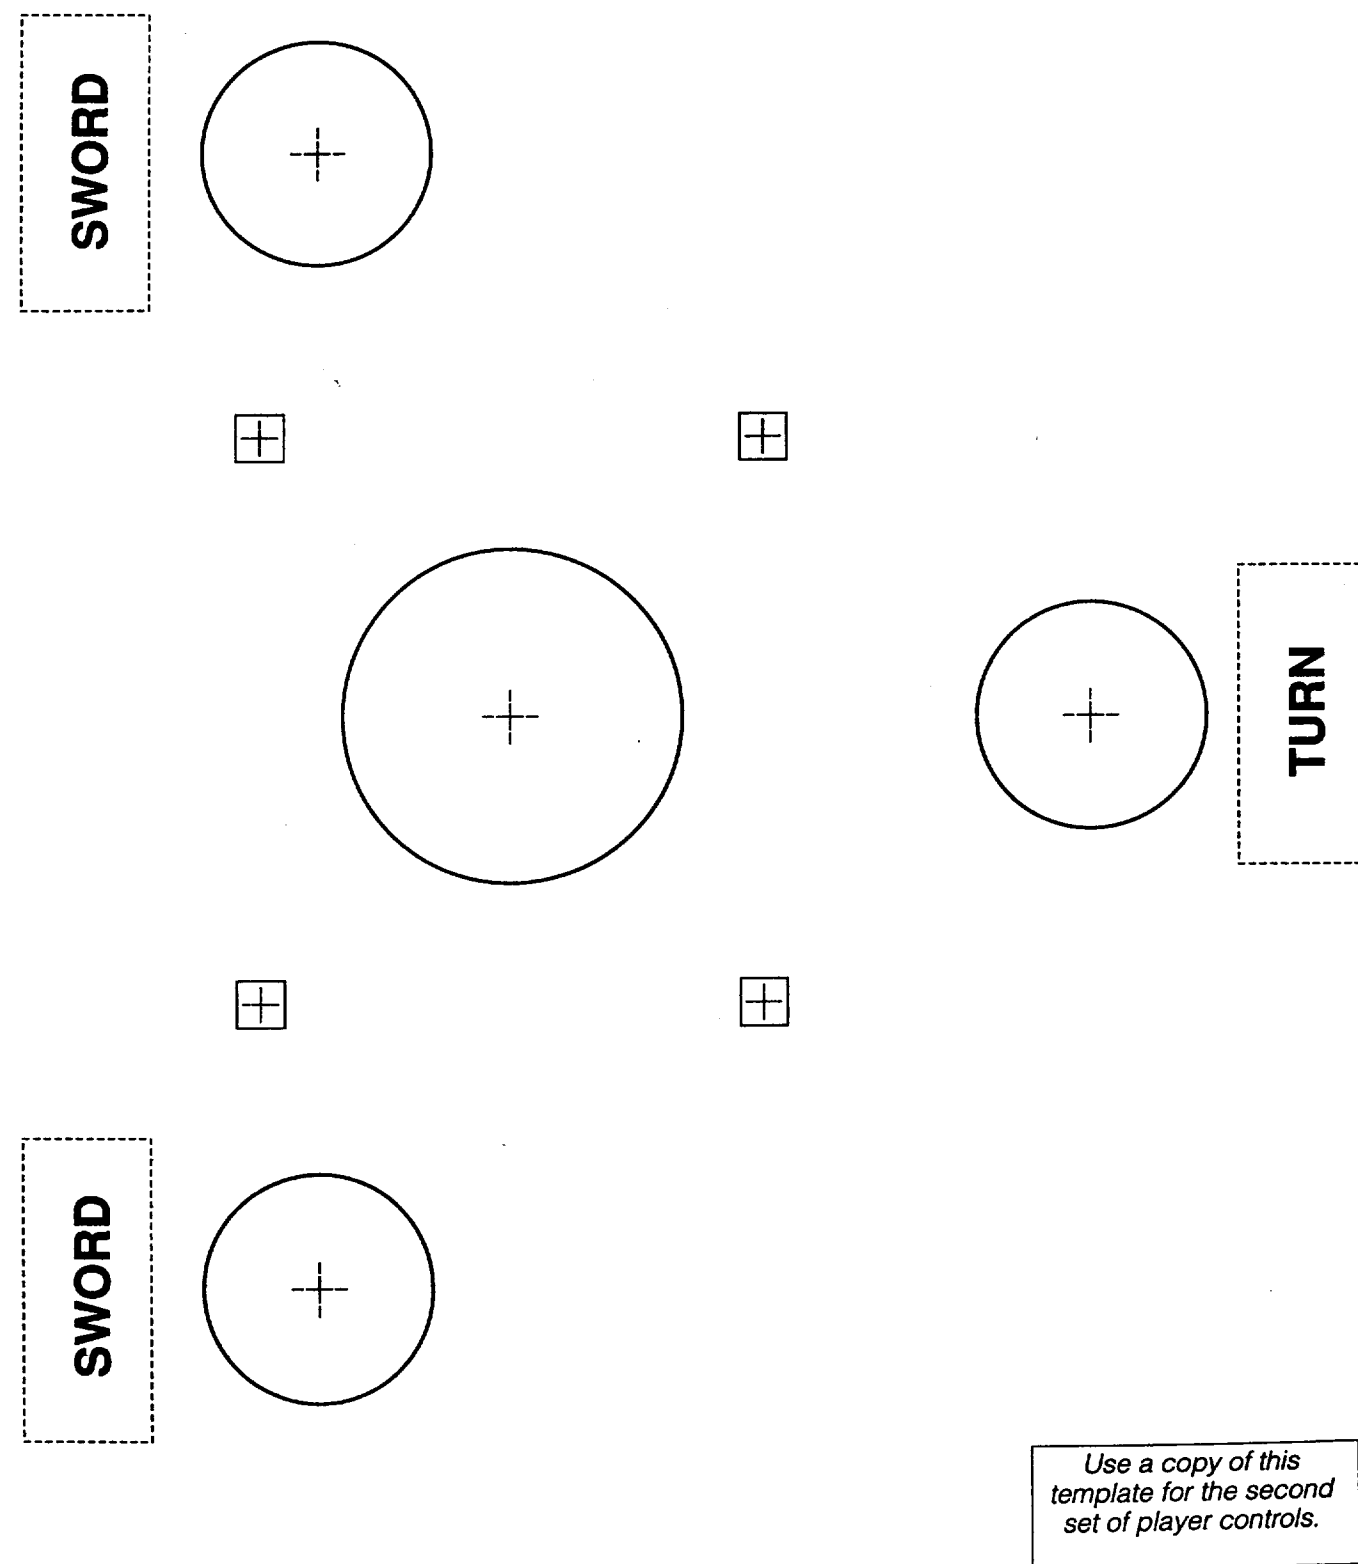 SWORD
TURN
SWORD
Use a copy of this
template for the second
set of player controls.